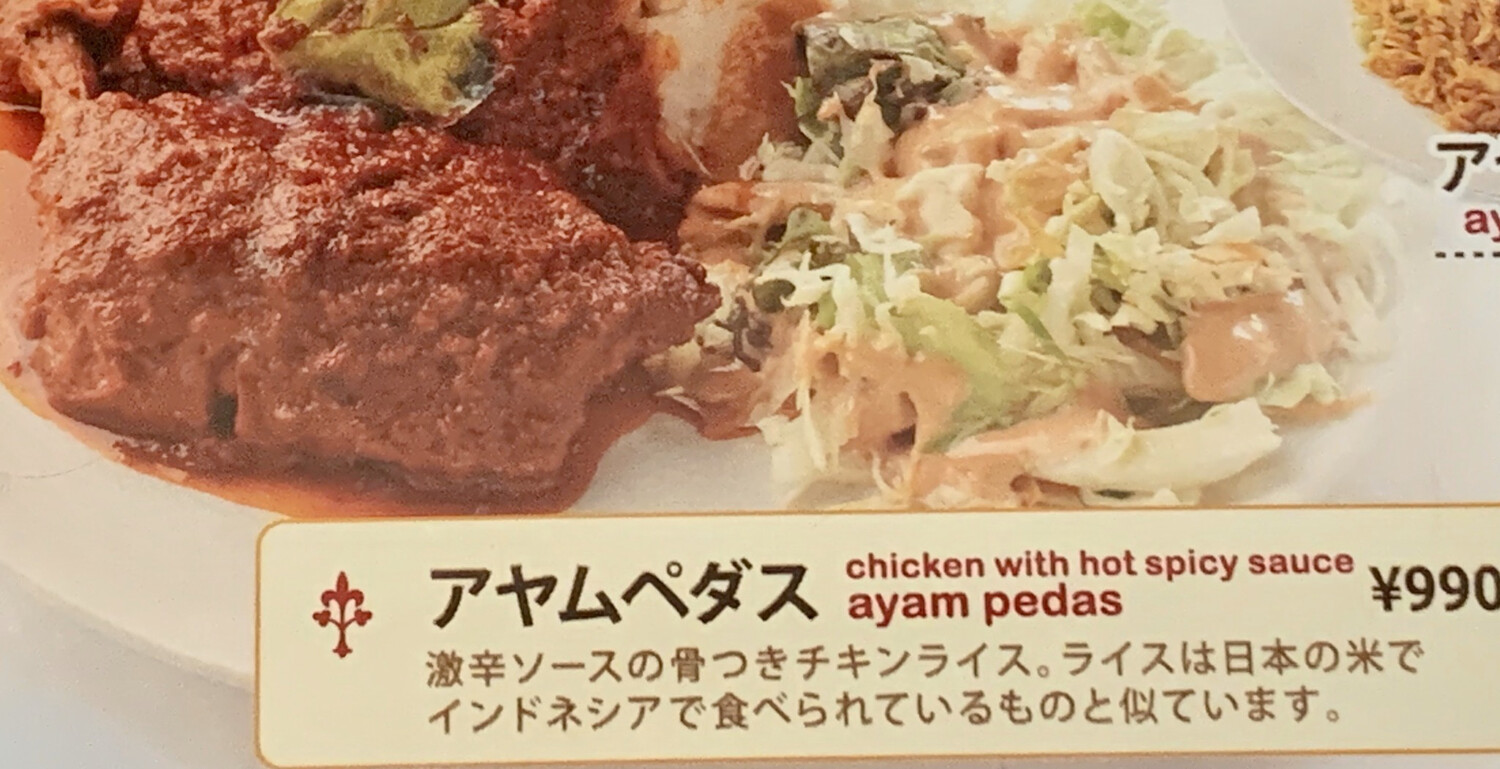 アヤムペダス chicken with hot spicy sauce
ayam pedas ¥990
激辛ソースの骨つきチキンライス。ライスは日本の米で
インドネシアで食べられているものと似ています。
ア
ay